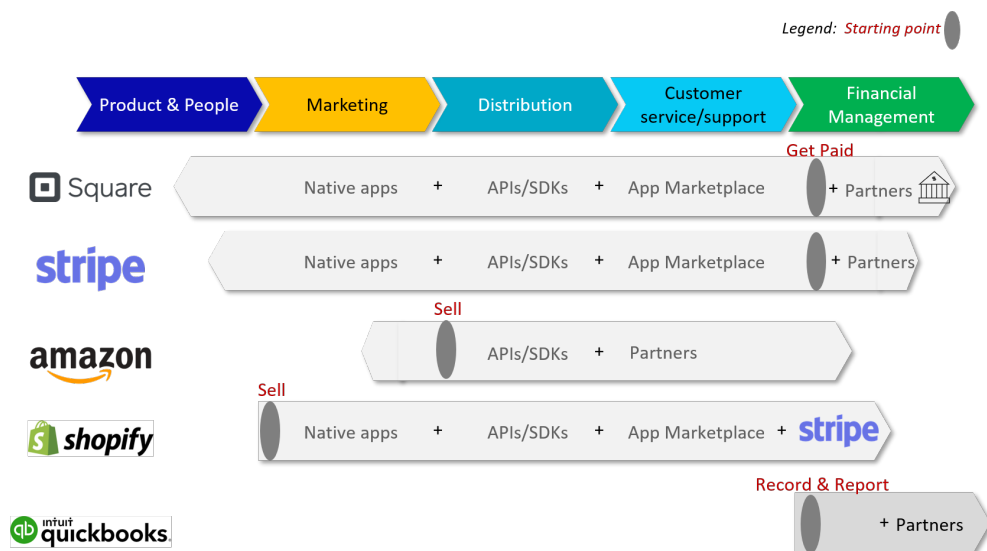 Legend: Starting point
Product & People
Marketing
Distribution
Customer
service/support
Financial
Management
Get Paid
Square
Native apps + APIs/SDKs + App Marketplace + Partners
stripe
Native apps + APIs/SDKs + App Marketplace + Partners
Sell
amazon
APIs/SDKs + Partners
Sell
shopify
Native apps + APIs/SDKs + App Marketplace + stripe
Record & Report
qb
intuit
quickbooks.
+ Partners